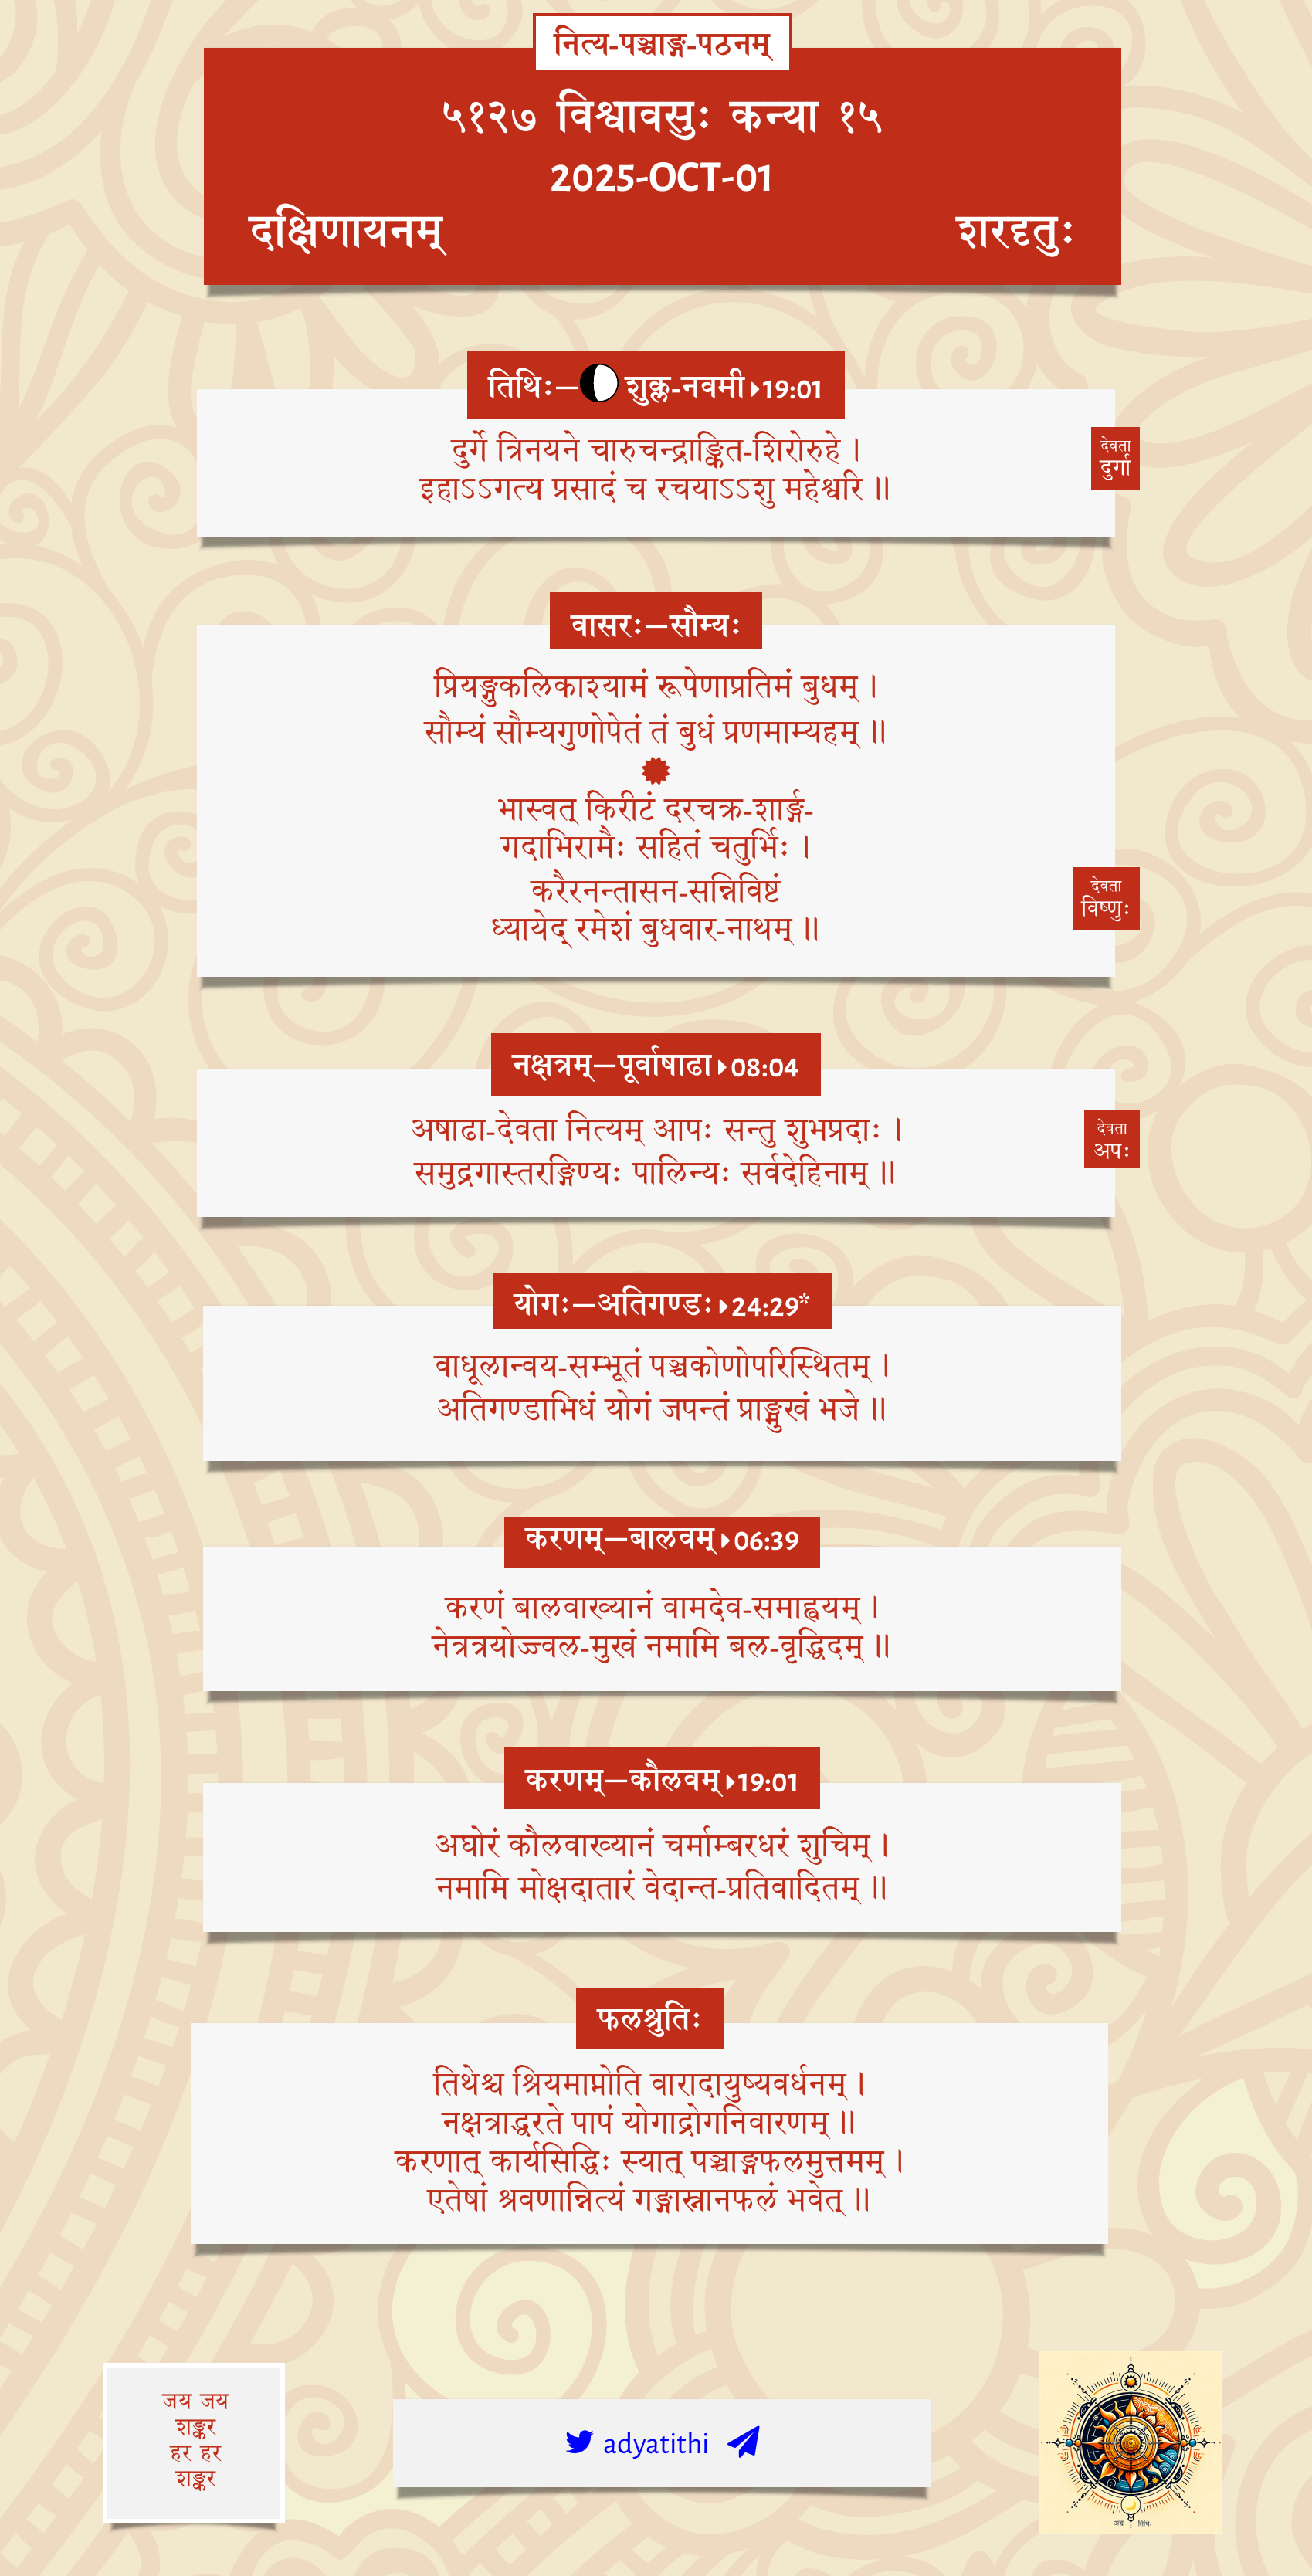 नित्य-पञ्चाङ्ग-पठनम्
५१२७ विश्वावसुः कन्या १५
2025-OCT-01
दक्षिणायनम् शरदृतुः
तिथिः—शुक्ल-नवमी 19:01
दुर्गे त्रिनयने चारुचन्द्राङ्कित-शिरोरुहे ।
इहाऽऽगत्य प्रसादं च रचयाऽऽशु महेश्वरि ॥
देवता
दुर्गा
वासरः—सौम्यः
प्रियङ्गुकलिकाश्यामं रूपेणाप्रतिमं बुधम् ।
सौम्यं सौम्यगुणोपेतं तं बुधं प्रणमाम्यहम् ॥
भास्वत् किरीटं दरचक्र-शार्ङ्ग-
गदाभिरामैः सहितं चतुर्भिः ।
करैरनन्तासन-सन्निविष्टं
ध्यायेद् रमेशं बुधवार-नाथम् ॥
देवता
विष्णुः
नक्षत्रम्—पूर्वाषाढा 08:04
अषाढा-देवता नित्यम् आपः सन्तु शुभप्रदाः ।
समुद्रगास्तरङ्गिण्यः पालिन्यः सर्वदेहिनाम् ॥
देवता
अपः
योगः—अतिगण्डः 24:29*
वाधूलान्वय-सम्भूतं पञ्चकोणोपरिस्थितम् ।
अतिगण्डाभिधं योगं जपन्तं प्राङ्मुखं भजे ॥
करणम्—बालवम् 06:39
करणं बालवाख्यानं वामदेव-समाह्वयम् ।
नेत्रत्रयोज्ज्वल-मुखं नमामि बल-वृद्धिदम् ॥
करणम्—कौलवम् 19:01
अघोरं कौलवाख्यानं चर्माम्बरधरं शुचिम् ।
नमामि मोक्षदातारं वेदान्त-प्रतिवादितम् ॥
फलश्रुतिः
तिथेश्च श्रियमाप्नोति वारादायुष्यवर्धनम् ।
नक्षत्राद्धरते पापं योगाद्रोगनिवारणम् ॥
करणात् कार्यसिद्धिः स्यात् पञ्चाङ्गफलमुत्तमम् ।
एतेषां श्रवणान्नित्यं गङ्गास्नानफलं भवेत् ॥
जय जय
शङ्कर
हर हर
शङ्कर
adyatithi
अद्य तिथिः